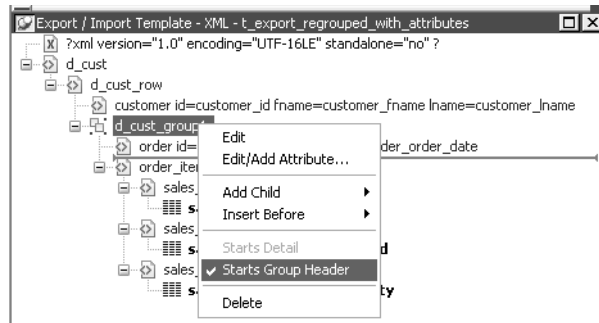 Export / Import Template - XML - t_export_regrouped_with_attributes
?xml version="1.0" encoding="UTF-16LE" standalone="no" ?
d_cust
d_cust_row
customer id=customer_id fname=customer_fname lname=customer_lname
d_cust_group1
order id= der_order_date
order_ite
sales_
s
sales_
s d
sales_
s ty
Edit
Edit/Add Attribute...
Add Child
Insert Before
Starts Detail
Starts Group Header
Delete